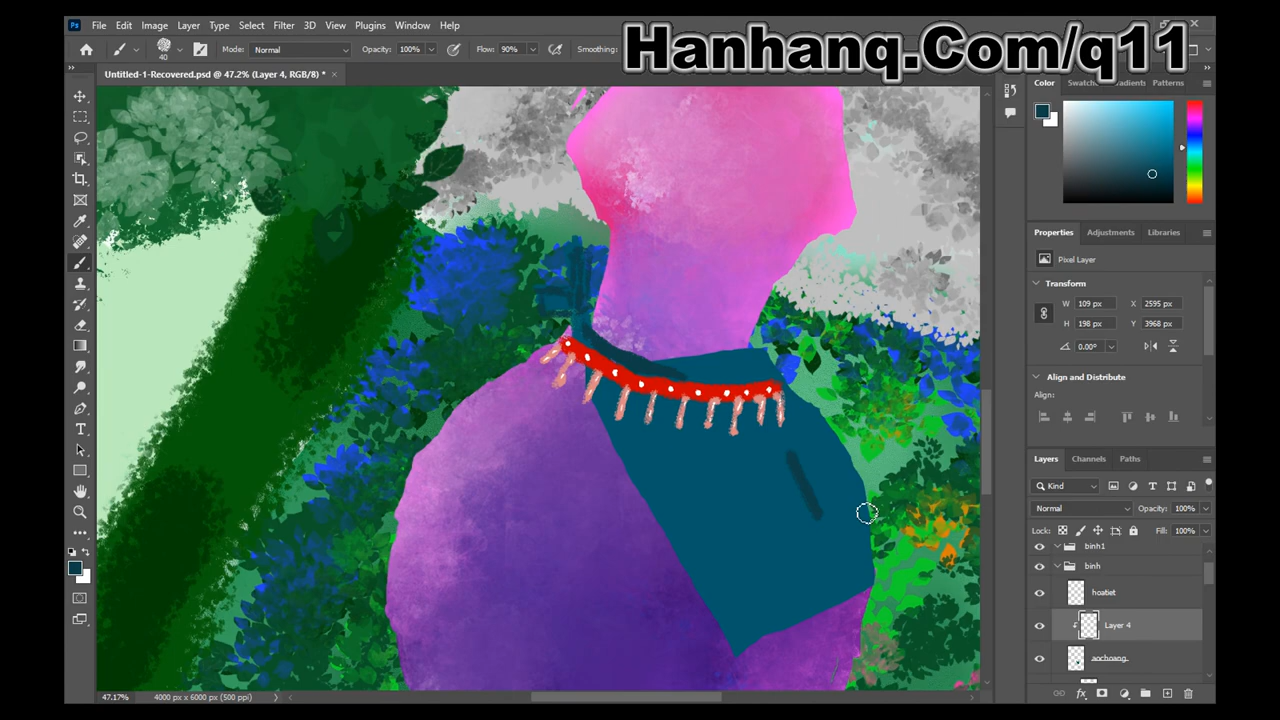 Hanhanq.Com/q11
Ps File Edit Image Layer Type Select Filter 3D View Plugins Window Help
40 Mode: Normal Opacity: 100% Flow: 90% Smoothing:
Untitled-1-Recovered.psd @ 47.2% (Layer 4, RGB/8) * ×
Color Swatches Gradients Patterns
Properties Adjustments Libraries
Pixel Layer
Transform
W 109 px X 2595 px
H 198 px Y 3968 px
0.00°
Align and Distribute
Align:
Layers Channels Paths
Kind
Normal Opacity: 100%
Lock: Fill: 100%
binh1
binh
hoatiet
Layer 4
aochoang
47.17% 4000 px x 6000 px (500 ppi)